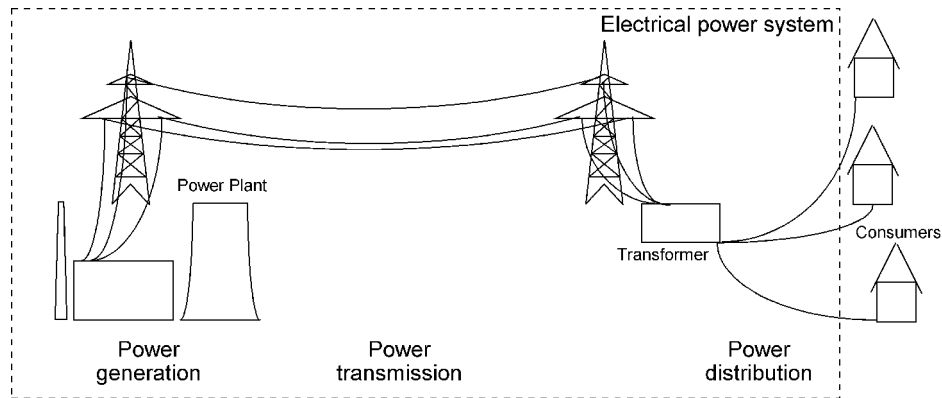 Electrical power system
Power Plant
Transformer
Consumers
Power
generation
Power
transmission
Power
distribution